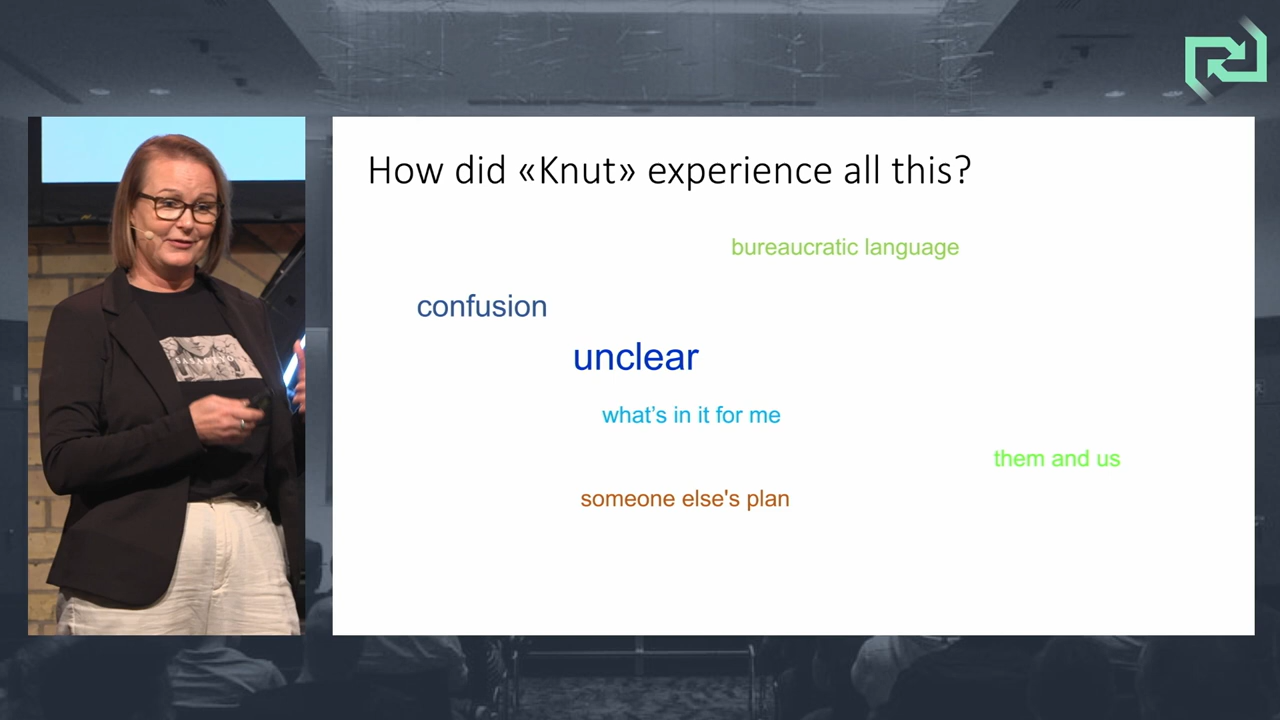 How did «Knut» experience all this?
bureaucratic language
confusion
unclear
what’s in it for me
them and us
someone else's plan